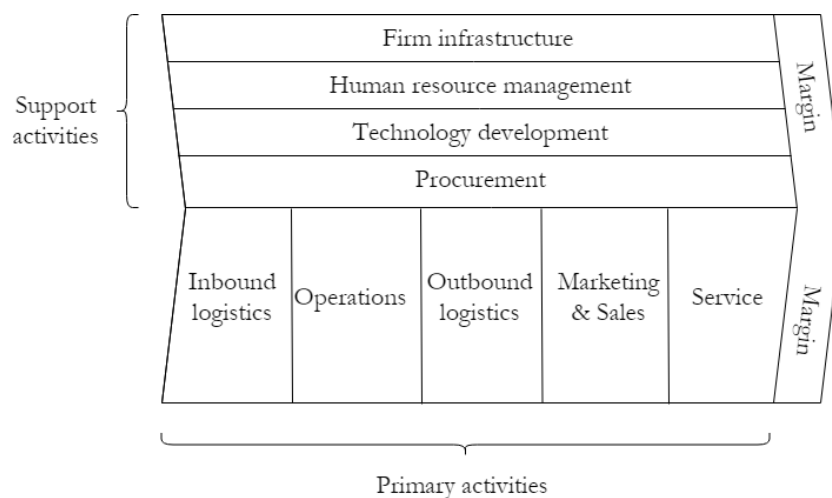 Firm infrastructure
Human resource management
Technology development
Procurement
Margin
Support
activities
Inbound
logistics
Operations
Outbound
logistics
Marketing
& Sales
Service
Margin
Primary activities